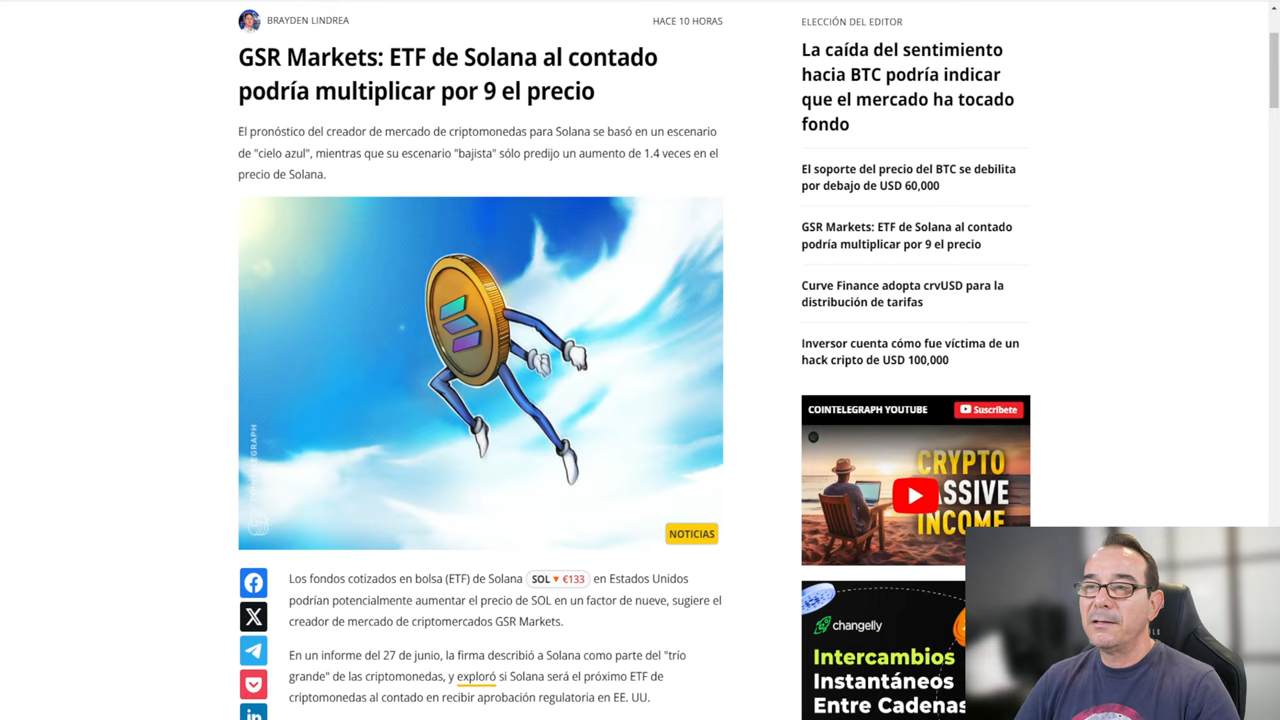 BRAYDEN LINDREA
HACE 10 HORAS
GSR Markets: ETF de Solana al contado
podría multiplicar por 9 el precio
El pronóstico del creador de mercado de criptomonedas para Solana se basó en un escenario
de "cielo azul", mientras que su escenario "bajista" sólo predijo un aumento de 1.4 veces en el
precio de Solana.
COINTELEGRAPH
NOTICIAS
Los fondos cotizados en bolsa (ETF) de Solana SOL ▼ €133 en Estados Unidos
podrían potencialmente aumentar el precio de SOL en un factor de nueve, sugiere el
creador de mercado de criptomercados GSR Markets.
En un informe del 27 de junio, la firma describió a Solana como parte del "trío
grande" de las criptomonedas, y exploró si Solana será el próximo ETF de
criptomonedas al contado en recibir aprobación regulatoria en EE. UU.
ELECCIÓN DEL EDITOR
La caída del sentimiento
hacia BTC podría indicar
que el mercado ha tocado
fondo
El soporte del precio del BTC se debilita
por debajo de USD 60,000
GSR Markets: ETF de Solana al contado
podría multiplicar por 9 el precio
Curve Finance adopta crvUSD para la
distribución de tarifas
Inversor cuenta cómo fue víctima de un
hack cripto de USD 100,000
COINTELEGRAPH YOUTUBE
Suscríbete
CRYPTO
ASSIVE
INCOME
changelly
Intercambios
Instantáneos
Entre Cadenas